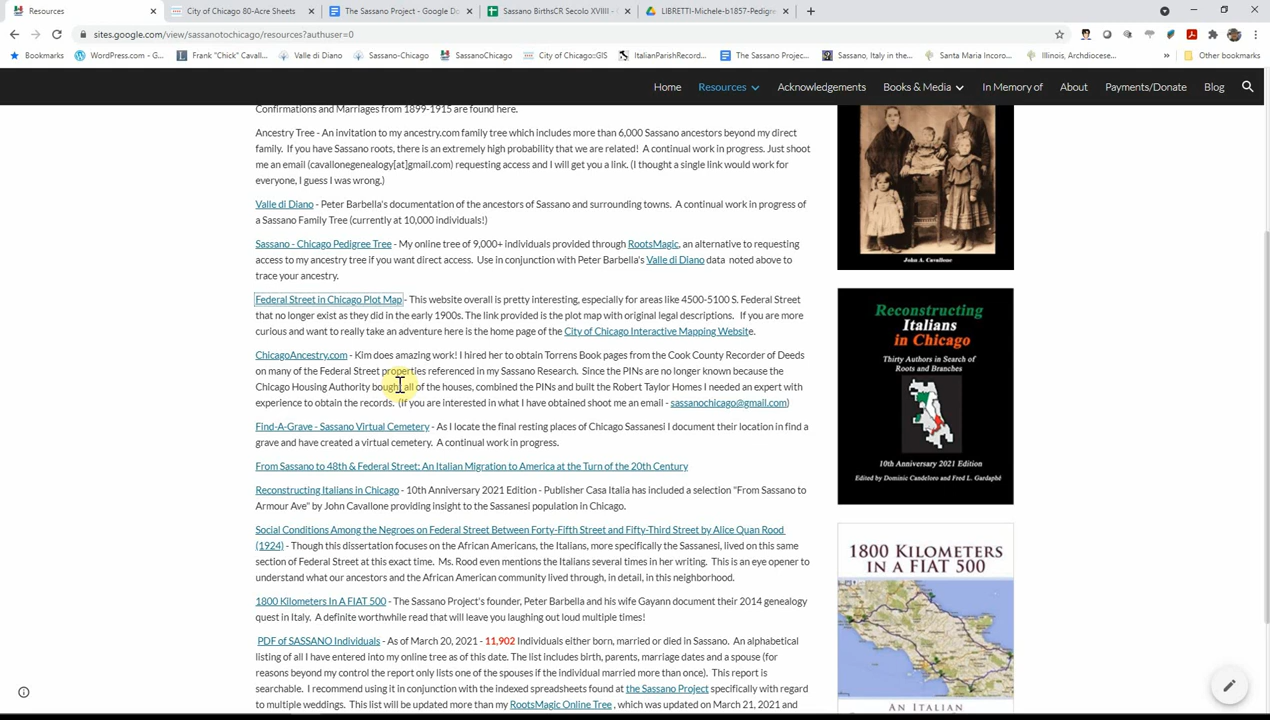 Resources
City of Chicago 80-Acre Sheets
The Sassano Project - Google Do
Sassano BirthsCR Secolo XVIIII -
LIBRETTI-Michele-b1857-Pedigre
sites.google.com/view/sassanotochicago/resources?authuser=0
Bookmarks
WordPress.com - G...
Frank "Chick" Cavall...
Valle di Diano
Sassano-Chicago
SassanoChicago
City of Chicago::GIS
ItalianParishRecord...
The Sassano Projec...
Sassano, Italy in the...
Santa Maria Incoro...
Illinois, Archdiocese...
Other bookmarks
Home
Resources
Acknowledgements
Books & Media
In Memory of
About
Payments/Donate
Blog
Confirmations and Marriages from 1899-1915 are found here.
Ancestry Tree - An invitation to my ancestry.com family tree which includes more than 6,000 Sassano ancestors beyond my direct
family. If you have Sassano roots, there is an extremely high probability that we are related! A continual work in progress. Just shoot
me an email (cavallonegenealogy[at]gmail.com) requesting access and I will get you a link. (I thought a single link would work for
everyone, I guess I was wrong.)
Valle di Diano - Peter Barbella's documentation of the ancestors of Sassano and surrounding towns. A continual work in progress of
a Sassano Family Tree (currently at 10,000 individuals!)
Sassano - Chicago Pedigree Tree - My online tree of 9,000+ individuals provided through RootsMagic, an alternative to requesting
access to my ancestry tree if you want direct access. Use in conjunction with Peter Barbella's Valle di Diano data noted above to
trace your ancestry.
Federal Street in Chicago Plot Map - This website overall is pretty interesting, especially for areas like 4500-5100 S. Federal Street
that no longer exist as they did in the early 1900s. The link provided is the plot map with original legal descriptions. If you are more
curious and want to really take an adventure here is the home page of the City of Chicago Interactive Mapping Website.
ChicagoAncestry.com - Kim does amazing work! I hired her to obtain Torrens Book pages from the Cook County Recorder of Deeds
on many of the Federal Street properties referenced in my Sassano Research. Since the PINs are no longer known because the
Chicago Housing Authority bought all of the houses, combined the PINs and built the Robert Taylor Homes I needed an expert with
experience to obtain the records. (If you are interested in what I have obtained shoot me an email - sassanochicago@gmail.com)
Find-A-Grave - Sassano Virtual Cemetery - As I locate the final resting places of Chicago Sassanesi I document their location in find a
grave and have created a virtual cemetery. A continual work in progress.
From Sassano to 48th & Federal Street: An Italian Migration to America at the Turn of the 20th Century
Reconstructing Italians in Chicago - 10th Anniversary 2021 Edition - Publisher Casa Italia has included a selection "From Sassano to
Armour Ave" by John Cavallone providing insight to the Sassanesi population in Chicago.
Social Conditions Among the Negroes on Federal Street Between Forty-Fifth Street and Fifty-Third Street by Alice Quan Rood
(1924) - Though this dissertation focuses on the African Americans, the Italians, more specifically the Sassanesi, lived on this same
section of Federal Street at this exact time. Ms. Rood even mentions the Italians several times in her writing. This is an eye opener to
understand what our ancestors and the African American community lived through, in detail, in this neighborhood.
1800 Kilometers In A FIAT 500 - The Sassano Project's founder, Peter Barbella and his wife Gayann document their 2014 genealogy
quest in Italy. A definite worthwhile read that will leave you laughing out loud multiple times!
PDF of SASSANO Individuals - As of March 20, 2021 - 11,902 Individuals either born, married or died in Sassano. An alphabetical
listing of all I have entered into my online tree as of this date. The list includes birth, parents, marriage dates and a spouse (for
reasons beyond my control the report only lists one of the spouses if the individual married more than once). This report is
searchable. I recommend using it in conjunction with the indexed spreadsheets found at the Sassano Project specifically with regard
to multiple weddings. This list will be updated more than my RootsMagic Online Tree , which was updated on March 21, 2021 and
John A. Cavallone
Reconstructing
Italians
in Chicago
Thirty Authors in Search of
Roots and Branches
10th Anniversary 2021 Edition
Edited by Dominic Candeloro and Fred L. Gardaphé
1800 KILOMETERS
IN A FIAT 500
AN ITALIAN